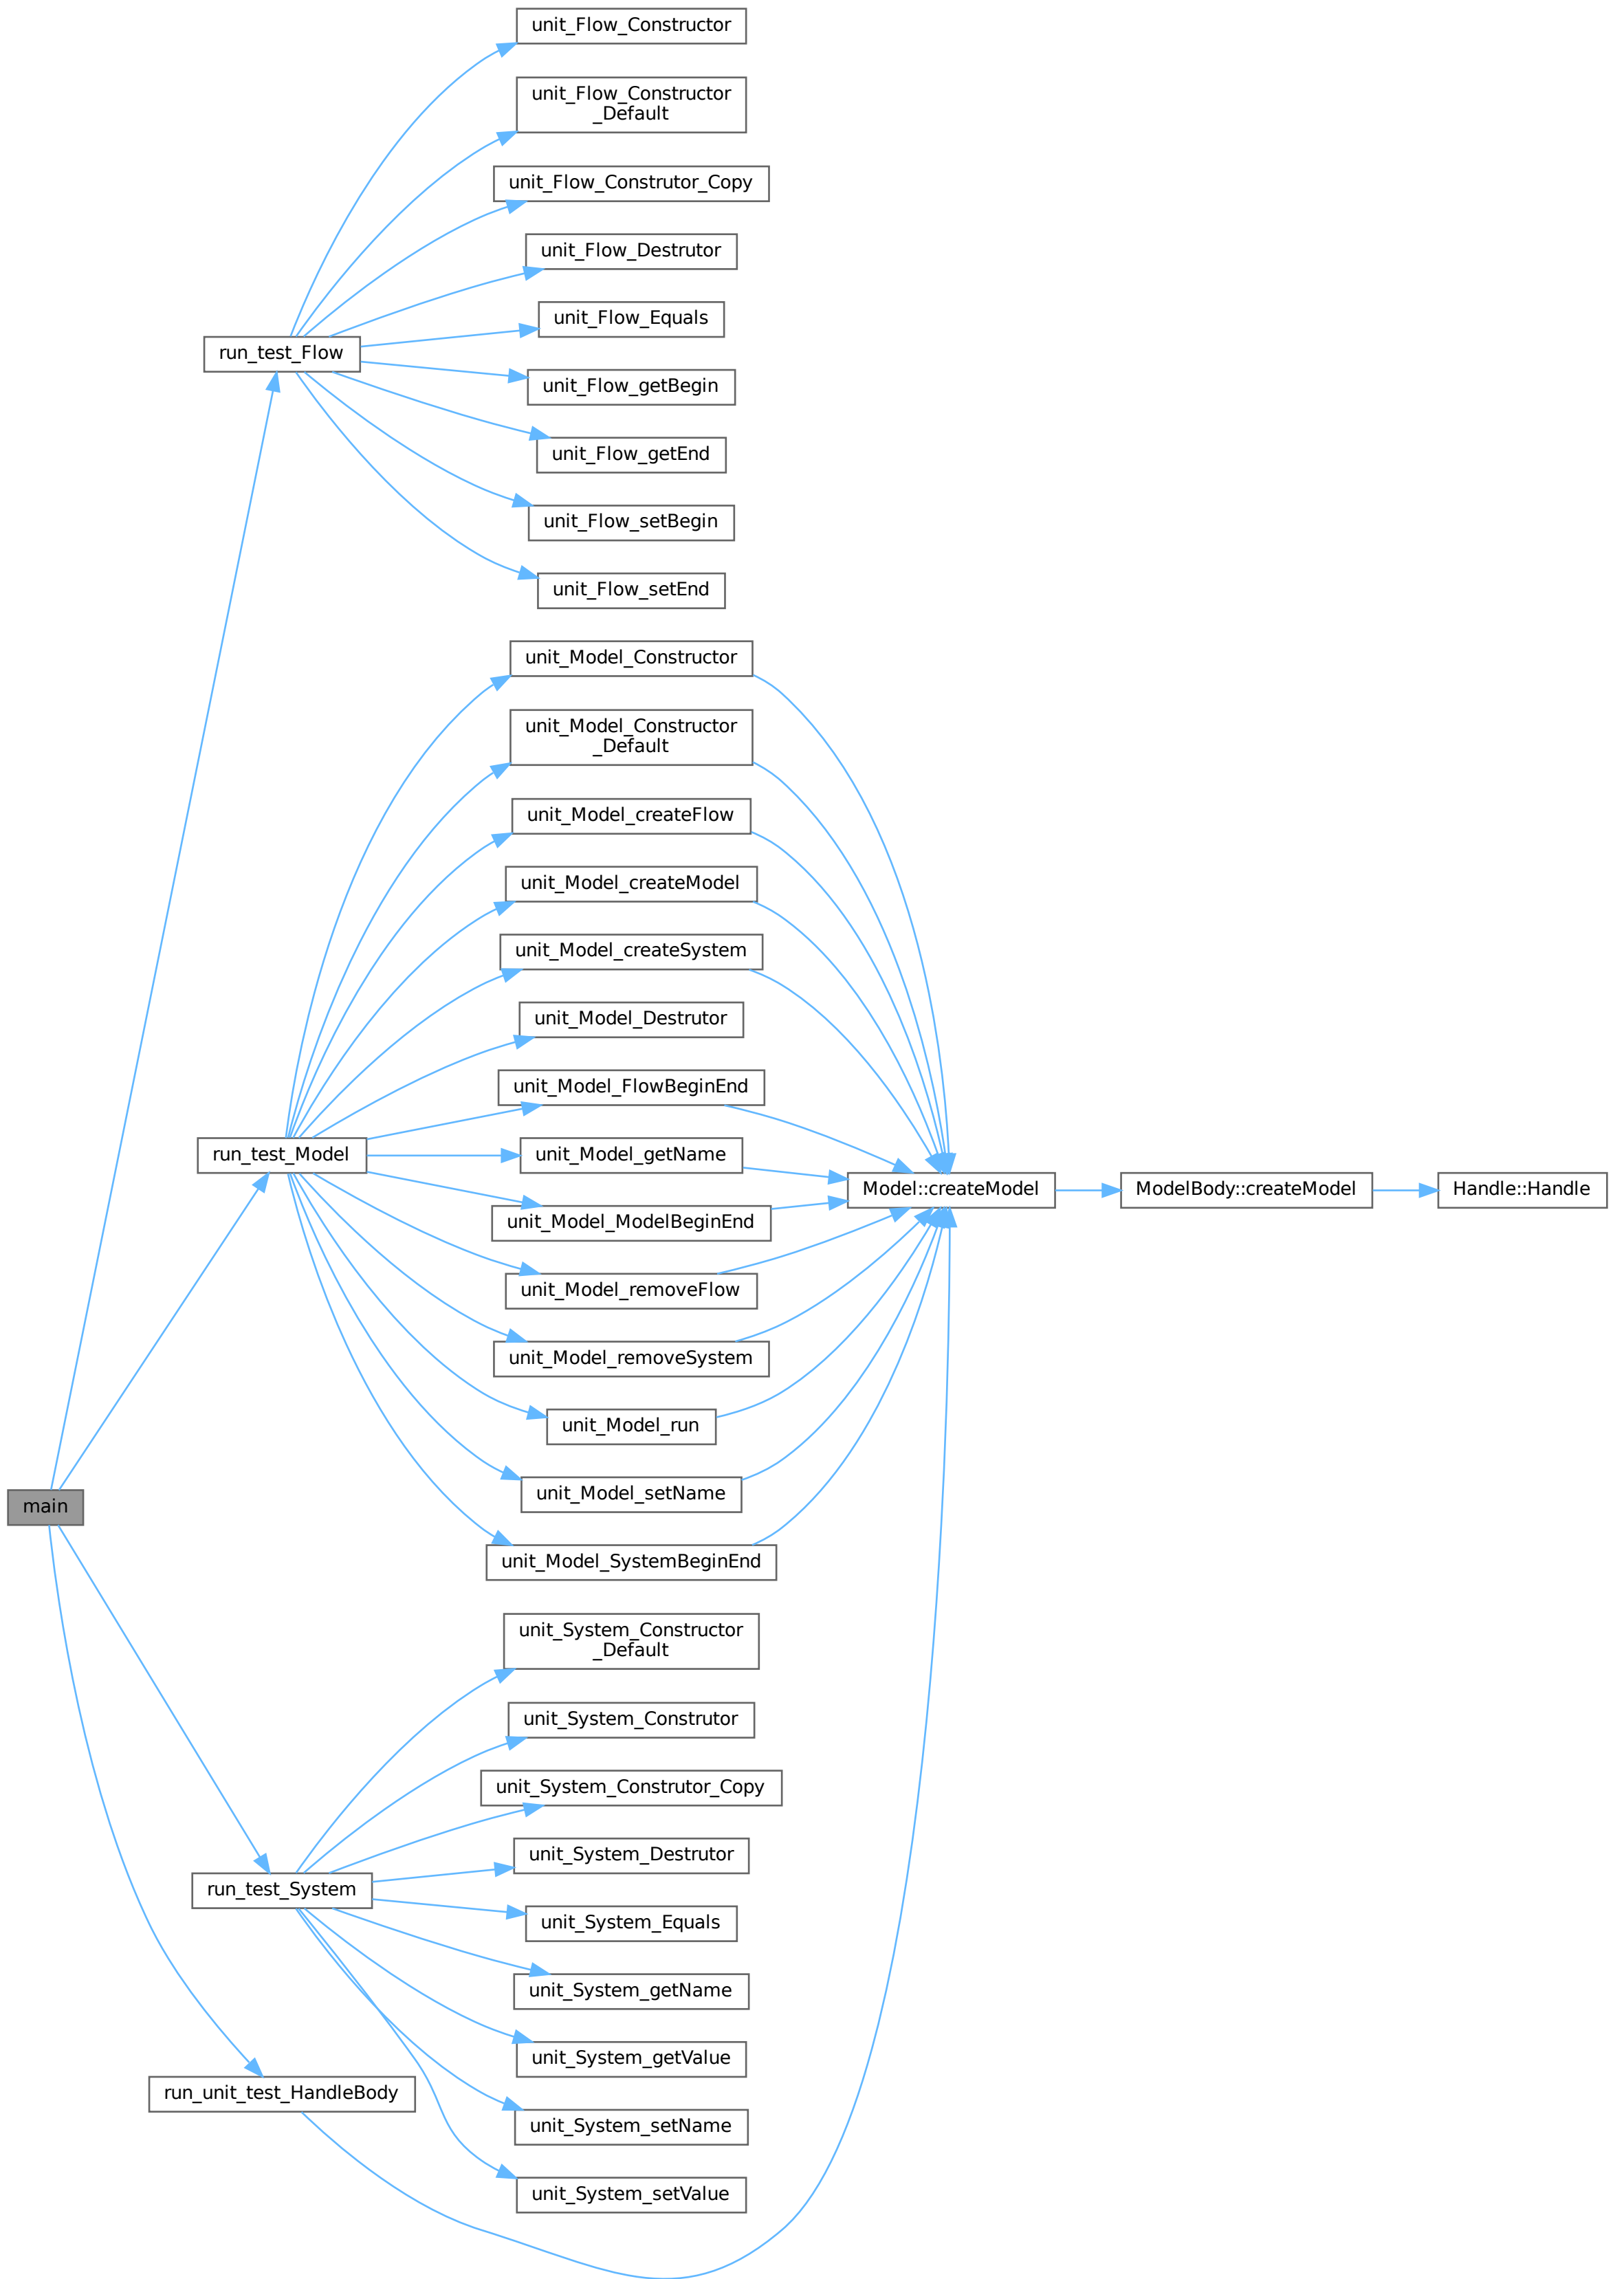 unit_Flow_Constructor
unit_Flow_Constructor
_Default
unit_Flow_Construtor_Copy
unit_Flow_Destrutor
unit_Flow_Equals
run_test_Flow
unit_Flow_getBegin
unit_Flow_getEnd
unit_Flow_setBegin
unit_Flow_setEnd
unit_Model_Constructor
unit_Model_Constructor
_Default
unit_Model_createFlow
unit_Model_createModel
unit_Model_createSystem
unit_Model_Destrutor
unit_Model_FlowBeginEnd
run_test_Model
unit_Model_getName
Model::createModel
ModelBody::createModel
Handle::Handle
unit_Model_ModelBeginEnd
unit_Model_removeFlow
unit_Model_removeSystem
unit_Model_run
unit_Model_setName
main
unit_Model_SystemBeginEnd
unit_System_Constructor
_Default
unit_System_Construtor
unit_System_Construtor_Copy
unit_System_Destrutor
run_test_System
unit_System_Equals
unit_System_getName
unit_System_getValue
run_unit_test_HandleBody
unit_System_setName
unit_System_setValue